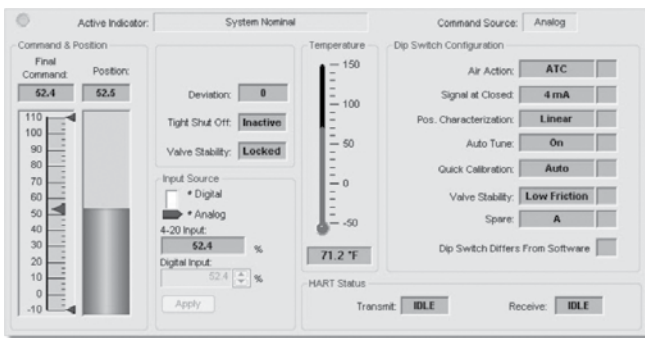 Active Indicator: System Nominal Command Source: Analog
Command & Position
Final Command: Position:
52.4 52.5
110
100
90
80
70
60
50
40
30
20
10
0
-10
Deviation: 0
Tight Shut Off: Inactive
Valve Stability: Locked
Input Source
* Digital
* Analog
4-20 Input:
52.4 %
Digital Input:
52.4 %
Apply
Temperature
150
100
50
0
-50
71.2 °F
Dip Switch Configuration
Air Action: ATC
Signal at Closed: 4 mA
Pos. Characterization: Linear
Auto Tune: On
Quick Calibration: Auto
Valve Stability: Low Friction
Spare: A
Dip Switch Differs From Software
HART Status
Transmit: IDLE Receive: IDLE